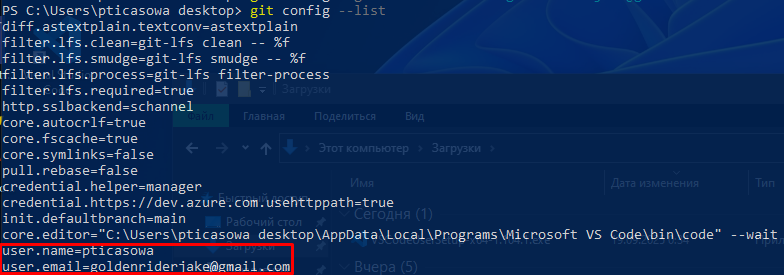 PS C:\Users\pticasowa desktop> git config --list
diff.astextplain.textconv=astextplain
filter.lfs.clean=git-lfs clean -- %f
filter.lfs.smudge=git-lfs smudge -- %f
filter.lfs.process=git-lfs filter-process
filter.lfs.required=true
http.sslbackend=schannel
core.autocrlf=true
core.fscache=true
core.symlinks=false
pull.rebase=false
credential.helper=manager
credential.https://dev.azure.com.usehttppath=true
init.defaultbranch=main
core.editor="C:\Users\pticasowa desktop\AppData\Local\Programs\Microsoft VS Code\bin\code" --wait
user.name=pticasowa
user.email=goldenriderjake@gmail.com
Загрузки
Файл
Главная
Поделиться
Вид
Этот компьютер
Загрузки
Имя
Дата изменения
Быстрый
Рабочий стол
Сегодня (1)
Загрузки
Вчера (5)